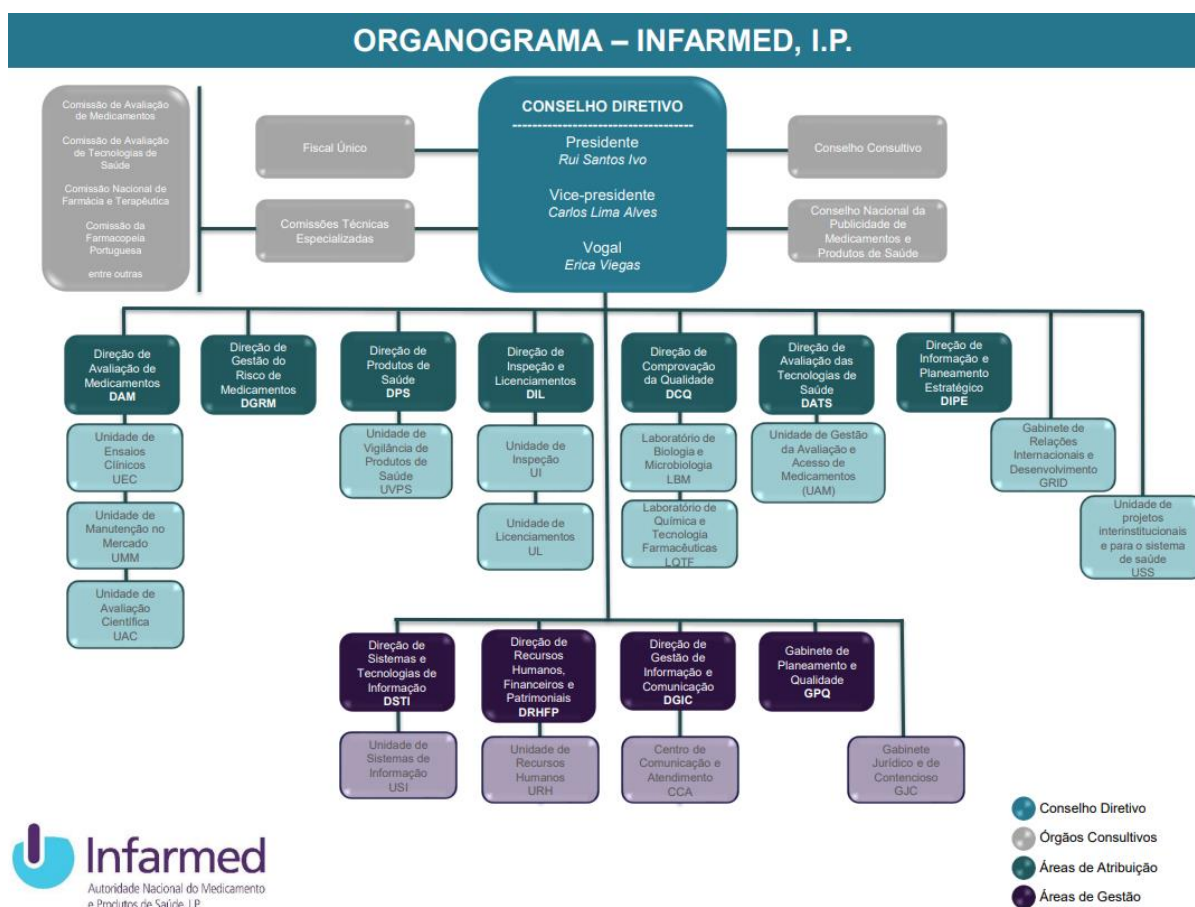 ORGANOGRAMA – INFARMED, I.P.
Comissão de Avaliação
de Medicamentos
Comissão de Avaliação
de Tecnologias de
Saúde
Comissão Nacional de
Farmácia e Terapêutica
Comissão da
Farmacopeia
Portuguesa
entre outras
Fiscal Único
Comissões Técnicas
Especializadas
CONSELHO DIRETIVO
Presidente
Rui Santos Ivo
Vice-presidente
Carlos Lima Alves
Vogal
Erica Viegas
Conselho Consultivo
Conselho Nacional da
Publicidade de
Medicamentos e
Produtos de Saúde
Direção de
Avaliação de
Medicamentos
DAM
Direção de
Gestão do
Risco de
Medicamentos
DGRM
Direção de
Produtos de
Saúde
DPS
Direção de
Inspeção e
Licenciamentos
DIL
Direção de
Comprovação
da Qualidade
DCQ
Direção de
Avaliação das
Tecnologias de
Saúde
DATS
Direção de
Informação e
Planeamento
Estratégico
DIPE
Unidade de
Ensaios
Clínicos
UEC
Unidade de
Manutenção no
Mercado
UMM
Unidade de
Avaliação
Científica
UAC
Unidade de
Vigilância de
Produtos de
Saúde
UVPS
Unidade de
Inspeção
UI
Unidade de
Licenciamentos
UL
Laboratório de
Biologia e
Microbiologia
LBM
Laboratório de
Química e
Tecnologia
Farmacêuticas
LQTF
Unidade de Gestão
da Avaliação e
Acesso de
Medicamentos
(UAM)
Gabinete de
Relações
Internacionais e
Desenvolvimento
GRID
Unidade de
projetos
interinstitucionais
e para o sistema
de saúde
USS
Direção de
Sistemas e
Tecnologias de
Informação
DSTI
Direção de
Recursos
Humanos,
Financeiros e
Patrimoniais
DRHFP
Direção de
Gestão de
Informação e
Comunicação
DGIC
Gabinete de
Planeamento e
Qualidade
GPQ
Unidade de
Sistemas de
Informação
USI
Unidade de
Recursos
Humanos
URH
Centro de
Comunicação e
Atendimento
CCA
Gabinete
Jurídico e de
Contencioso
GJC
Conselho Diretivo
Órgãos Consultivos
Áreas de Atribuição
Áreas de Gestão
Infarmed
Autoridade Nacional do Medicamento
e Produtos de Saúde, I.P.